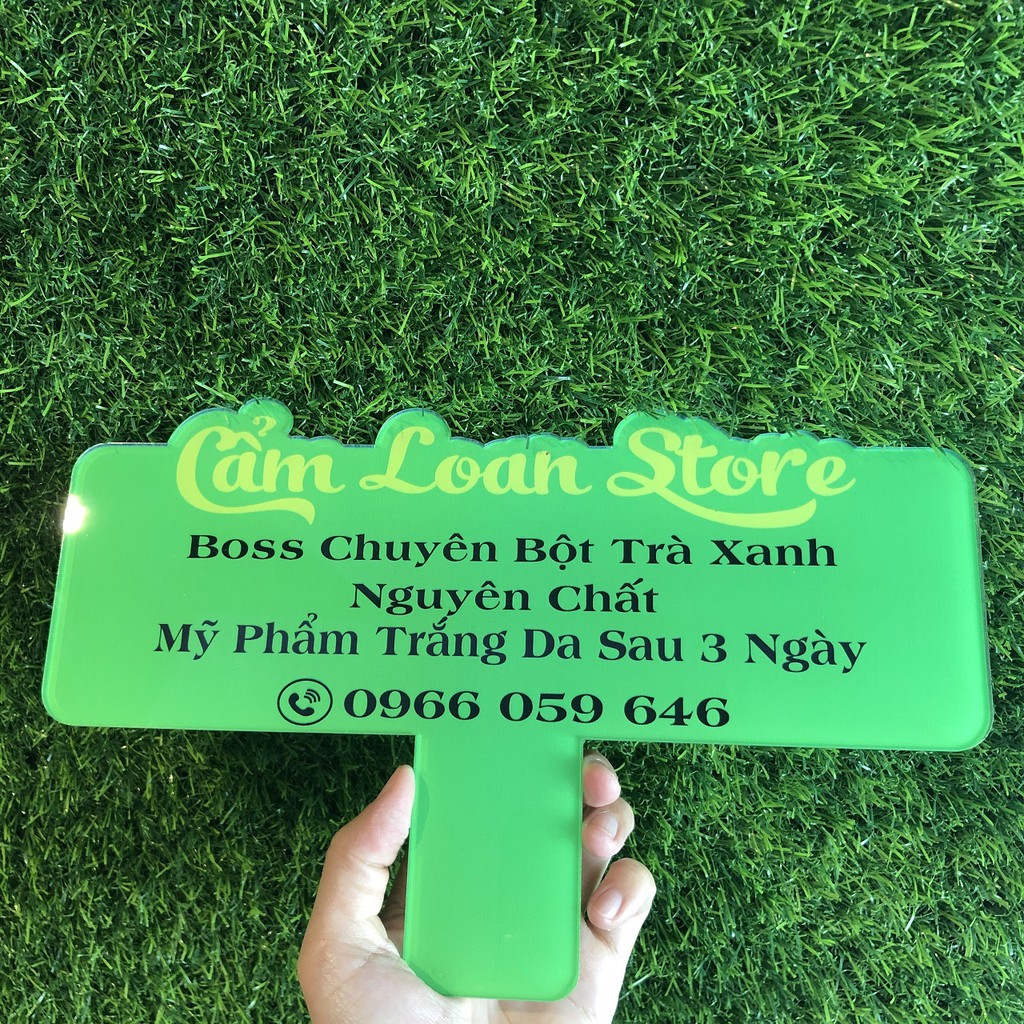 Cẩm Loan Store
Boss Chuyên Bột Trà Xanh
Nguyên Chất
Mỹ Phẩm Trắng Da Sau 3 Ngày
0966 059 646